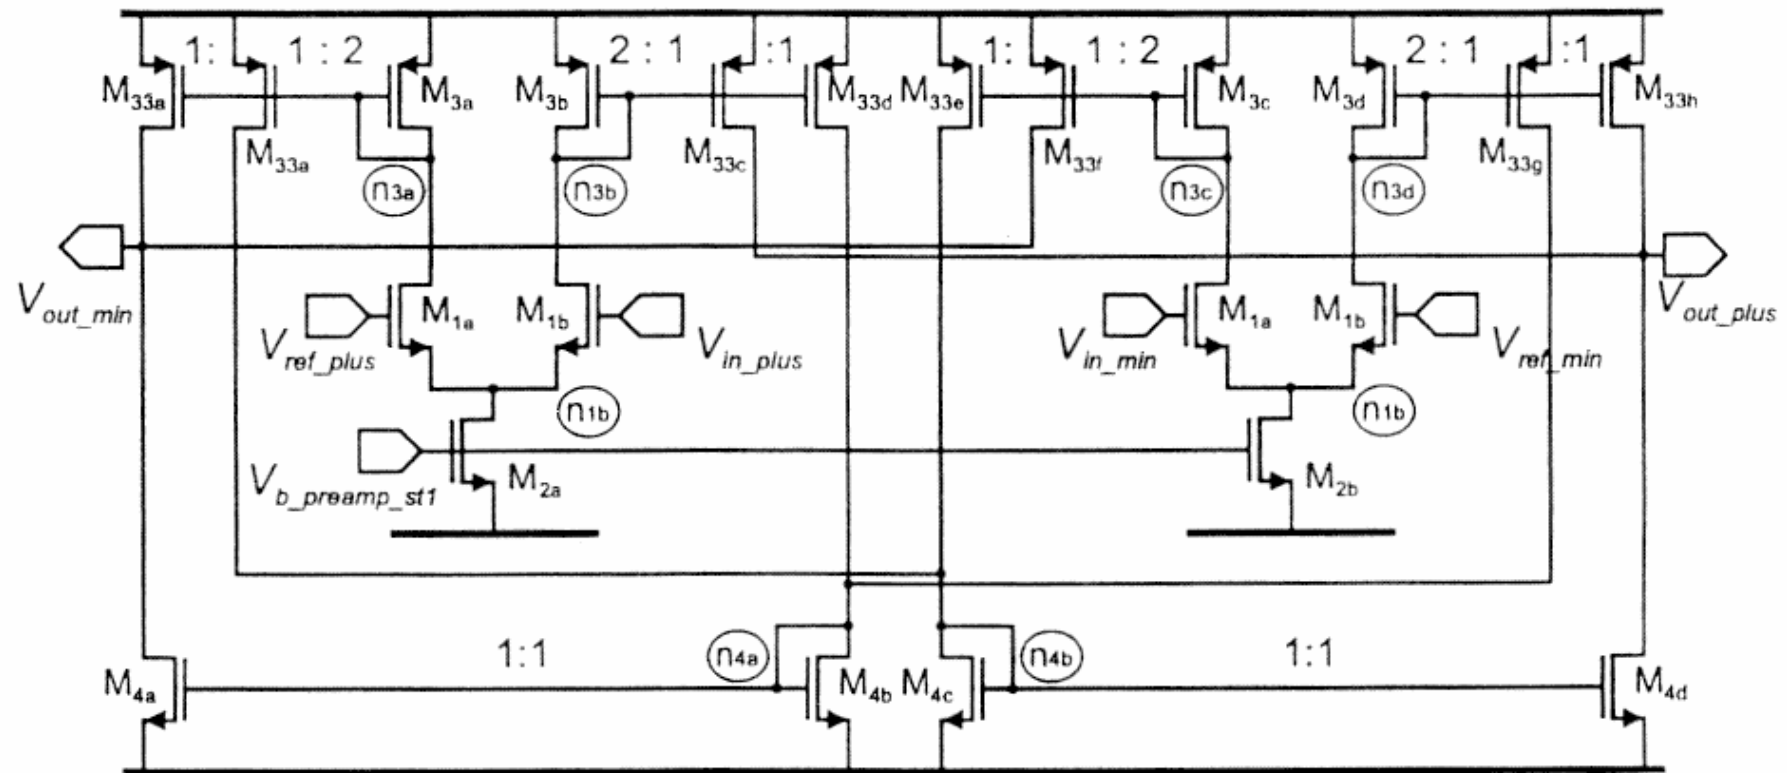 1: 1 : 2 2 : 1 :1 1: 1 : 2 2 : 1 :1
M33a M3a M3b M33d M33e M3c M3d M33h
M33a M33c M33f M33g
n3a n3b n3c n3d
Vout_min Vout_plus
M1a M1b M1a M1b
Vref_plus Vin_plus Vin_min Vref_min
n1b n1b
Vb_preamp_st1 M2a M2b
1:1 n4a n4b 1:1
M4a M4b M4c M4d